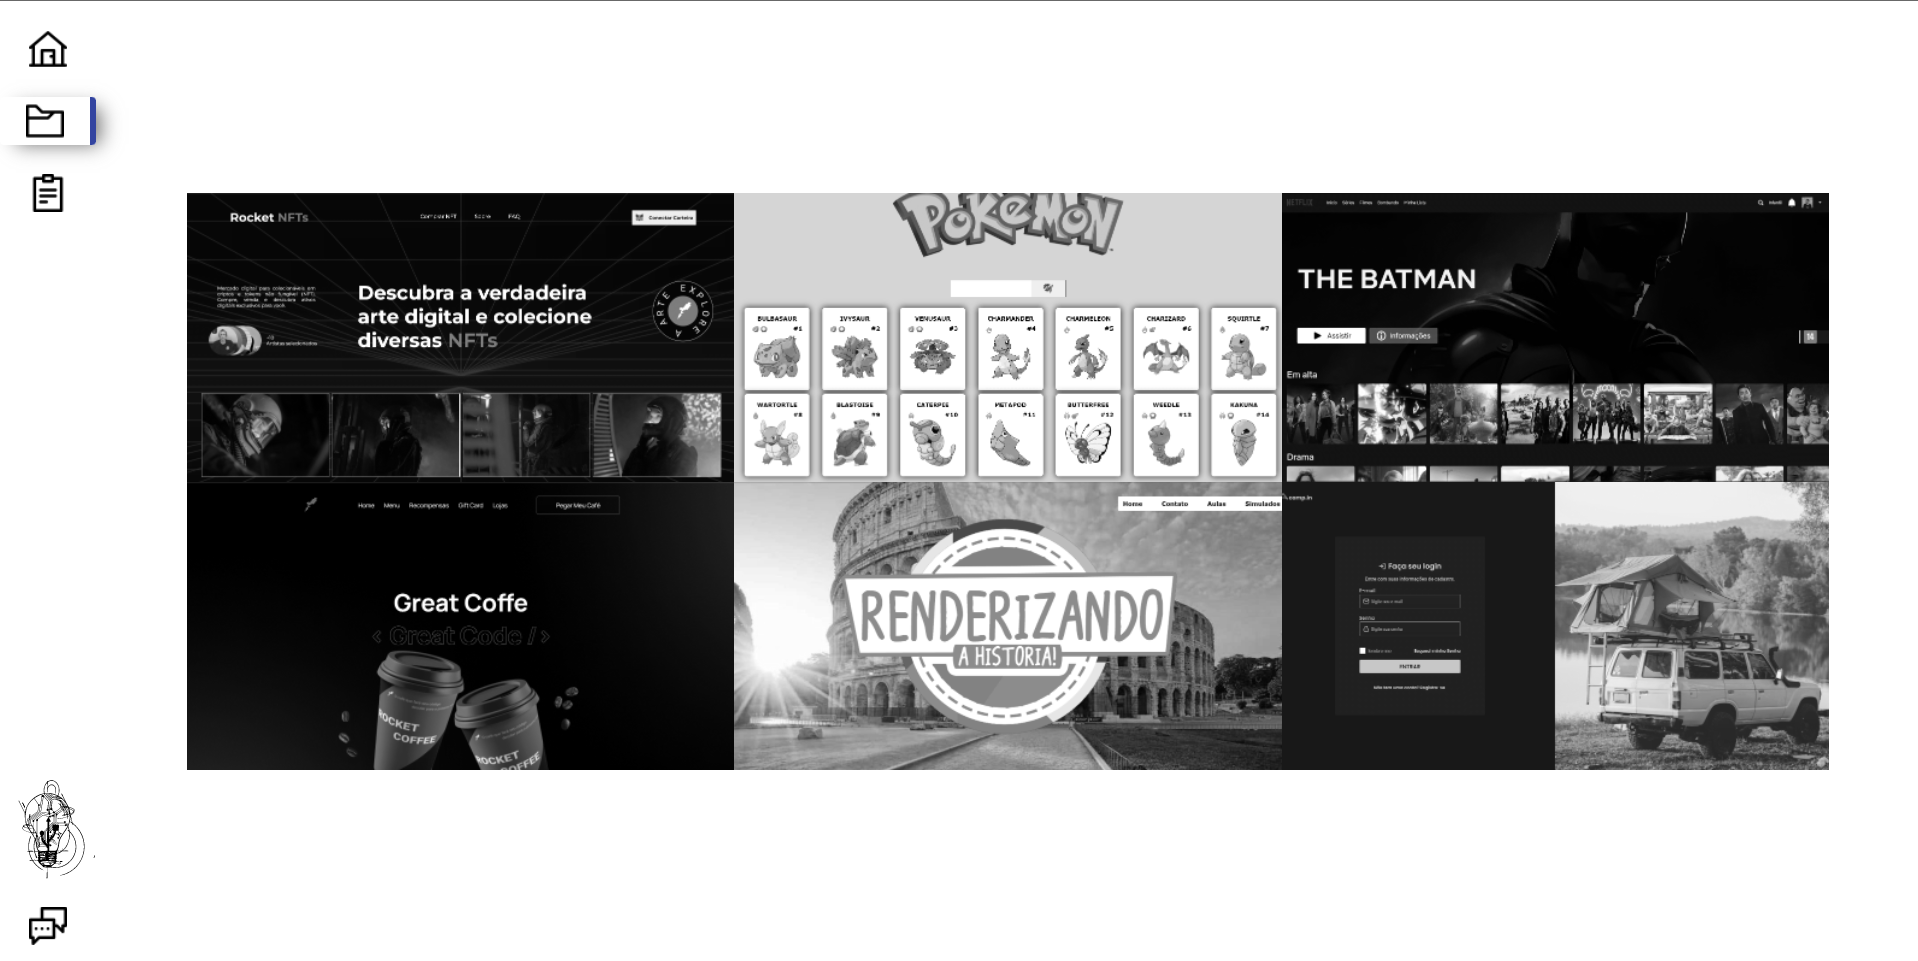 Rocket NFTs
Comprar NFT Sobre FAQ
Conectar Carteira
Descubra a verdadeira
arte digital e colecione
diversas NFTs
Mercado digital para colecionáveis em
cripto e tokens não fungível (NFT).
Compre, venda e descubra ativos
digitais exclusivos para você
Artistas selecionados
EXPLORE A ARTE
POKéMON
BULBASAUR
#1
IVYSAUR
#2
VENUSAUR
#3
CHARMANDER
#4
CHARMELEON
#5
CHARIZARD
#6
SQUIRTLE
#7
WARTORTLE
#8
BLASTOISE
#9
CATERPIE
#10
METAPOD
#11
BUTTERFREE
#12
WEEDLE
#13
KAKUNA
#14
NETFLIX
Início Séries Filmes Bombando Minha Lista
Infantil
THE BATMAN
Assistir
Informações
14
Em alta
Drama
Home Menu Recompensas Gift Card Lojas
Pegar Meu Café
Great Coffe
< Great Code />
ROCKET
COFFEE
ROCKET
COFFEE
Home Contato Aulas Simulados
RENDERIZANDO
A HISTÓRIA!
camp.in
Faça seu login
Entre com suas informações de cadastro.
E-mail
Digite seu e-mail
Senha
Digite sua senha
Esqueci minha Senha
ENTRAR
Não tem uma conta? Registre-se